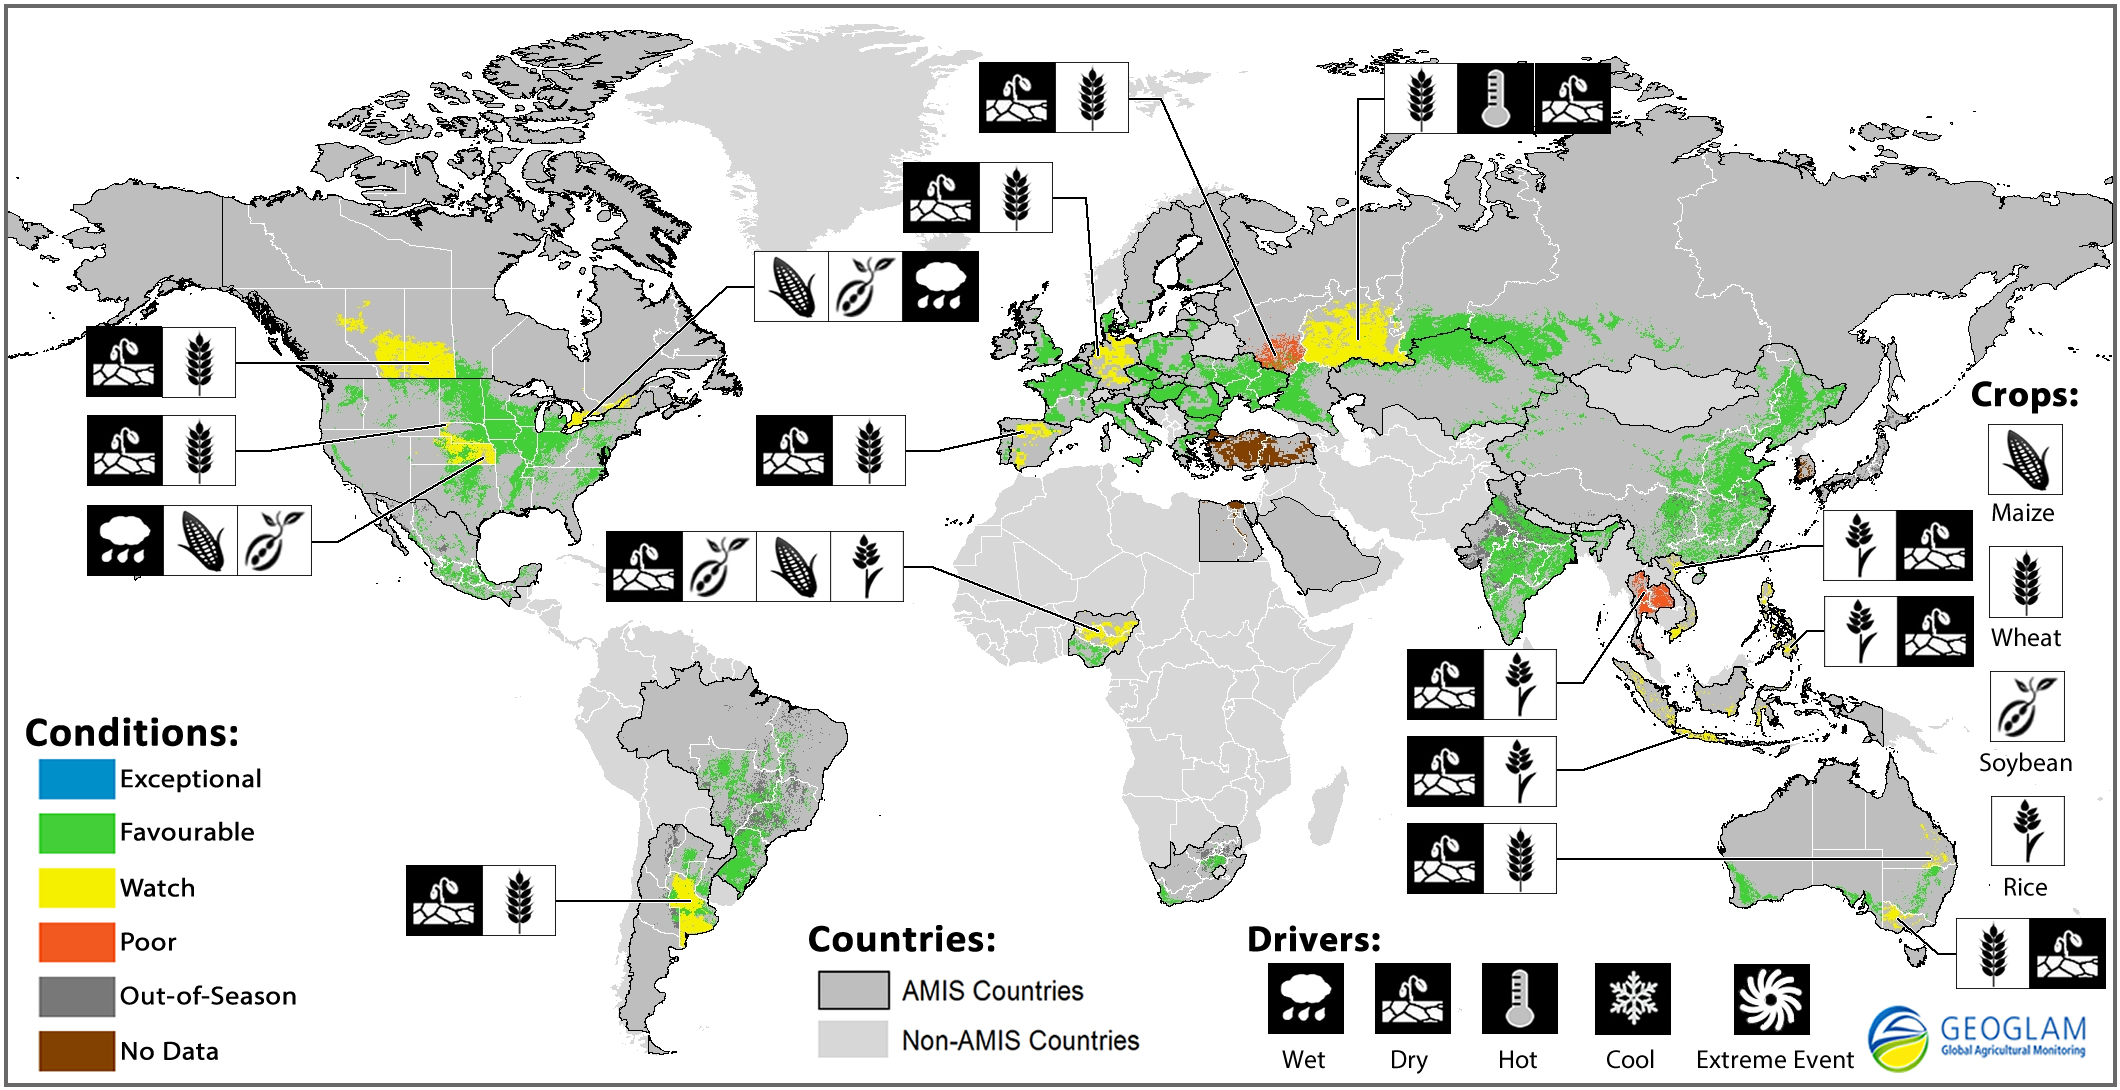 Crops:
Maize
Wheat
Soybean
Rice
Conditions:
Exceptional
Favourable
Watch
Poor
Out-of-Season
No Data
Countries:
AMIS Countries
Non-AMIS Countries
Drivers:
Wet
Dry
Hot
Cool
Extreme Event
GEOGLAM
Global Agricultural Monitoring